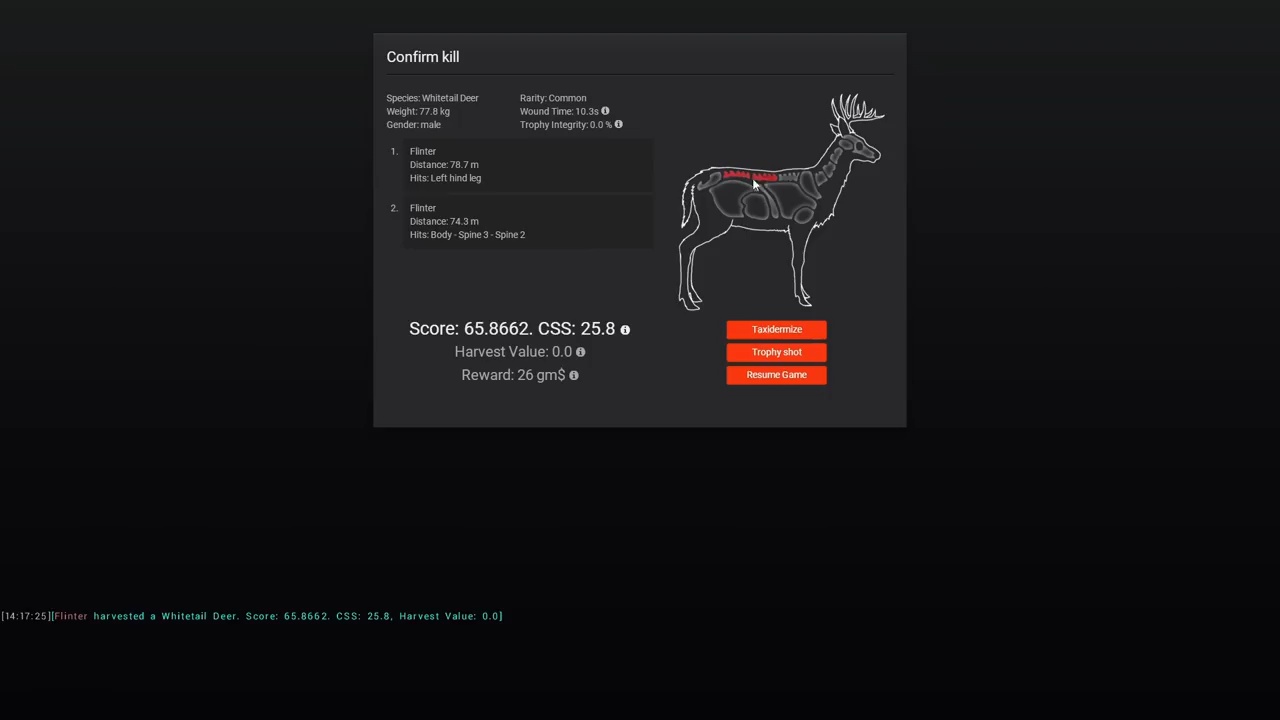 Confirm kill
Species: Whitetail Deer
Weight: 77.8 kg
Gender: male
Rarity: Common
Wound Time: 10.3s
Trophy Integrity: 0.0 %
1.
Flinter
Distance: 78.7 m
Hits: Left hind leg
2.
Flinter
Distance: 74.3 m
Hits: Body - Spine 3 - Spine 2
Score: 65.8662. CSS: 25.8
Harvest Value: 0.0
Reward: 26 gm$
Taxidermize
Trophy shot
Resume Game
[14:17:25][Flinter harvested a Whitetail Deer. Score: 65.8662. CSS: 25.8, Harvest Value: 0.0]